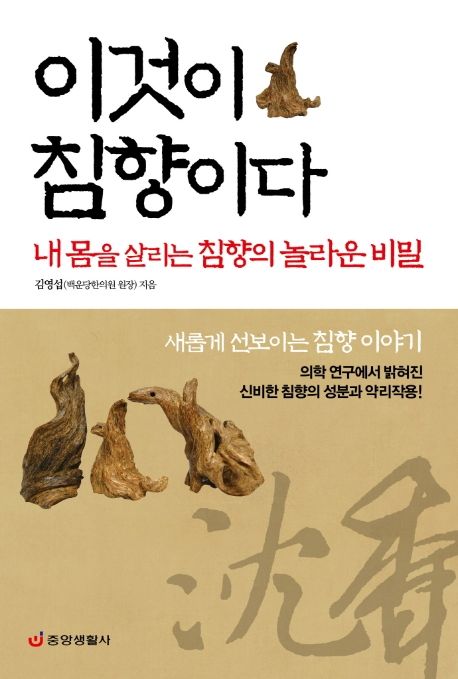 이것이
침향이다
내 몸을 살리는 침향의 놀라운 비밀
김영섭(백운당한의원 원장) 지음
새롭게 선보이는 침향 이야기
의학 연구에서 밝혀진
신비한 침향의 성분과 약리작용!
沈香
중앙생활사